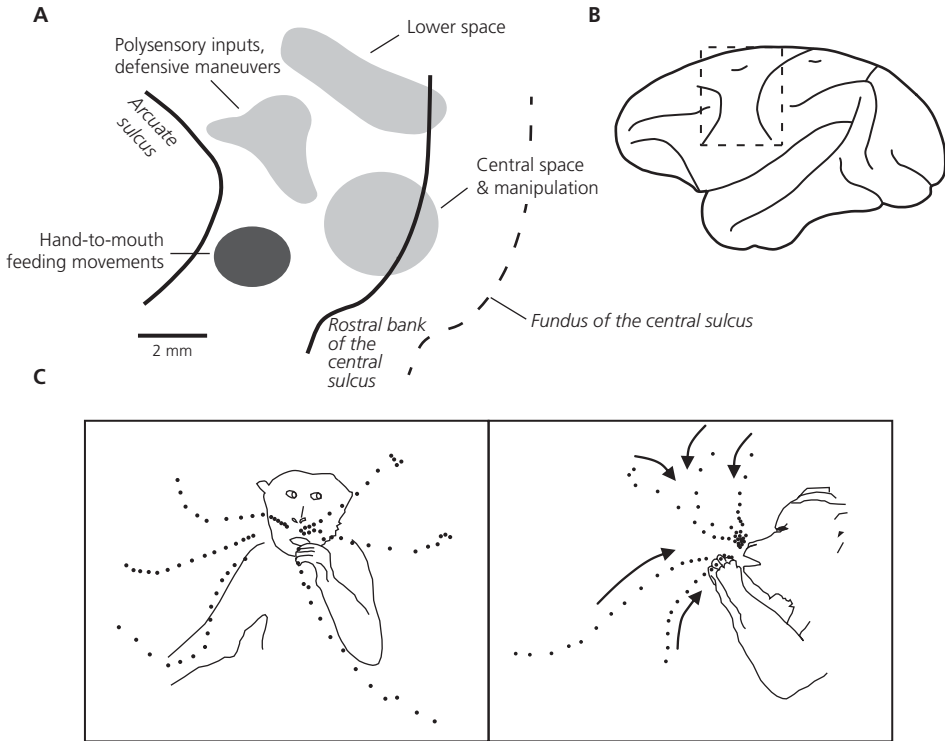 A
B
Lower space
Polysensory inputs,
defensive maneuvers
Arcuate
sulcus
Central space
& manipulation
Hand-to-mouth
feeding movements
2 mm
Rostral bank
of the
central
sulcus
Fundus of the central sulcus
C